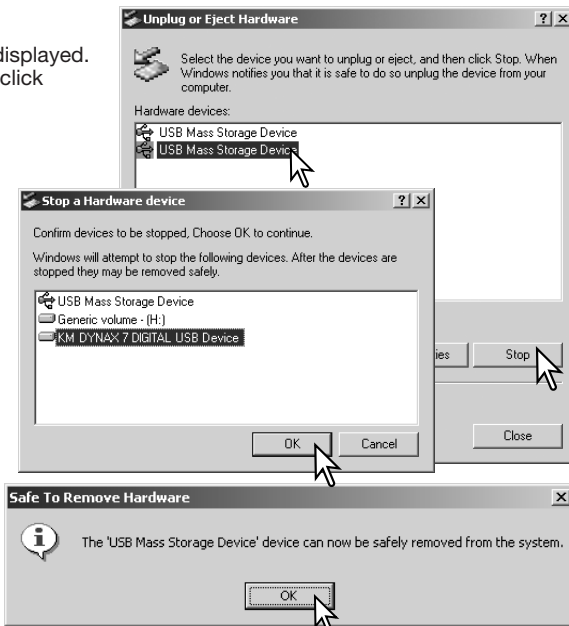 displayed.
click
Unplug or Eject Hardware
Select the device you want to unplug or eject, and then click Stop. When
Windows notifies you that it is safe to do so unplug the device from your
computer.
Hardware devices:
USB Mass Storage Device
USB Mass Storage Device
Stop a Hardware device
Confirm devices to be stopped, Choose OK to continue.
Windows will attempt to stop the following devices. After the devices are
stopped they may be removed safely.
USB Mass Storage Device
Generic volume - (H:)
KM DYNAX 7 DIGITAL USB Device
OK Cancel
ies Stop
Close
Safe To Remove Hardware
The 'USB Mass Storage Device' device can now be safely removed from the system.
OK